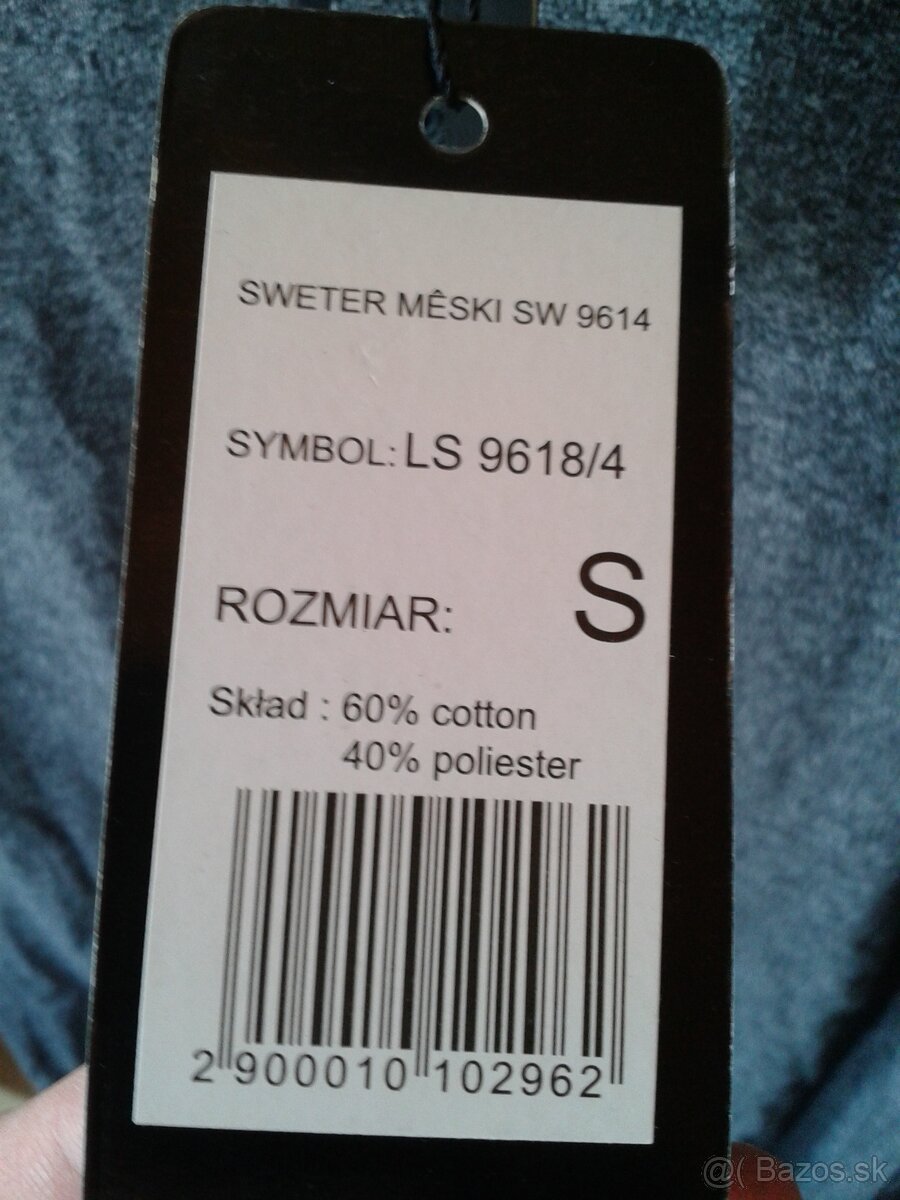 SWETER MÊSKI SW 9614
SYMBOL: LS 9618/4
ROZMIAR: S
Skład : 60% cotton
40% poliester
2 900010 102962
@( Bazos.sk